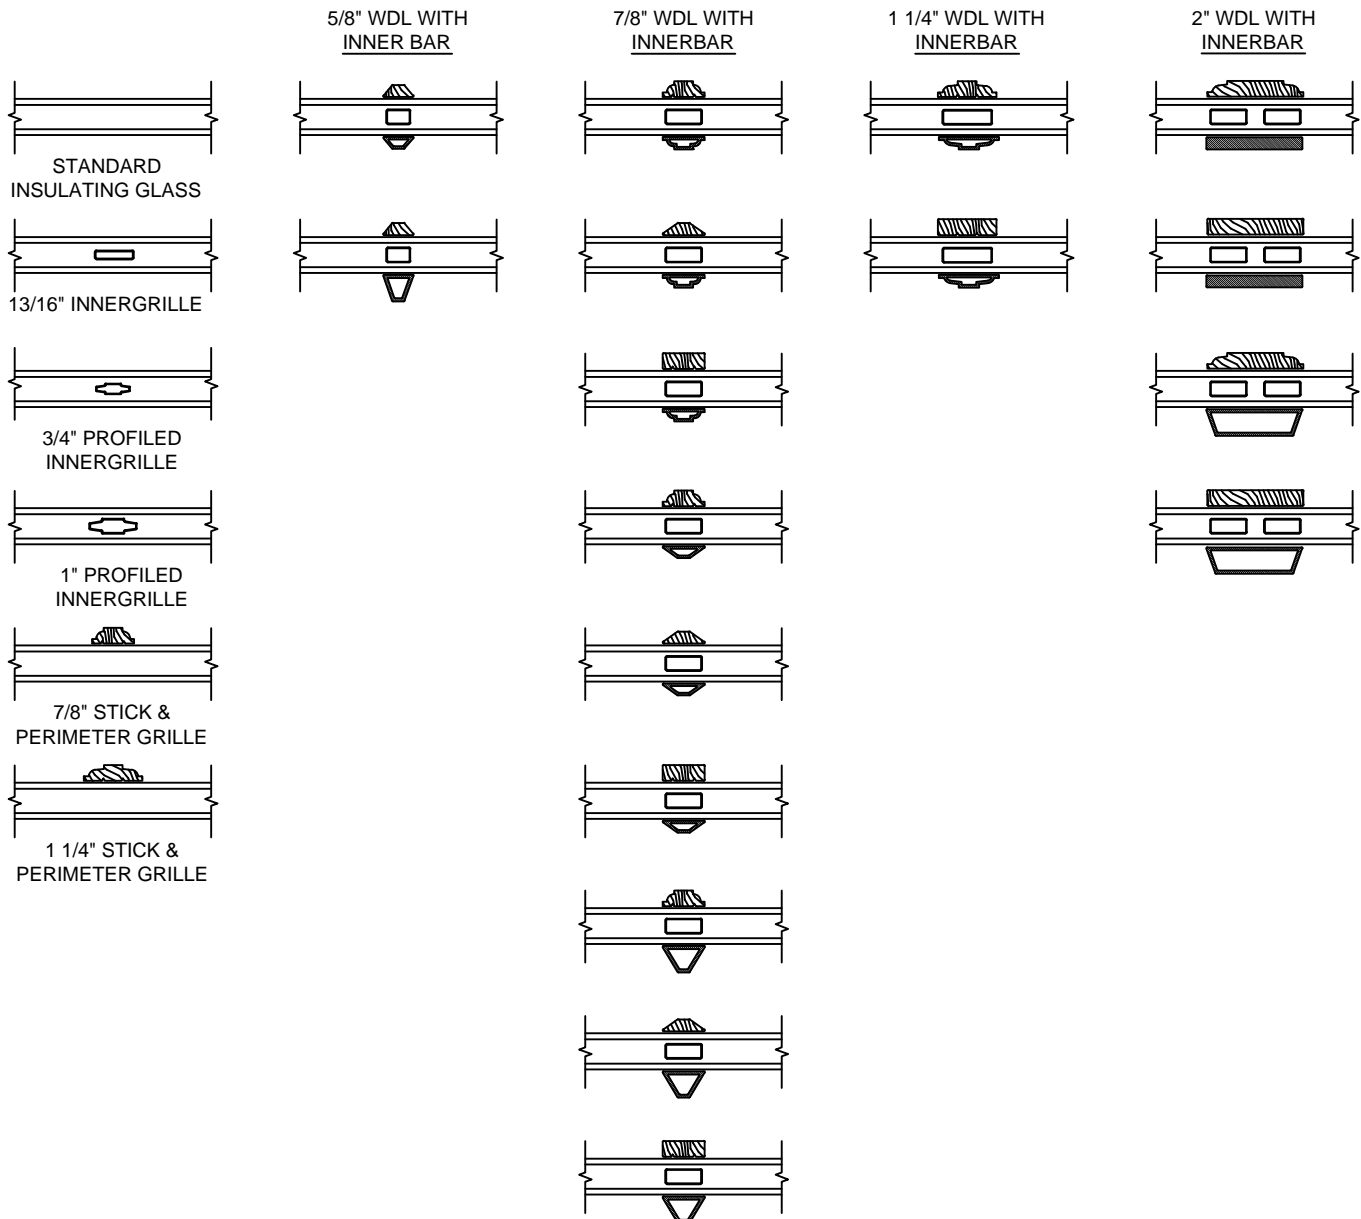 5/8" WDL WITH
INNER BAR
7/8" WDL WITH
INNERBAR
1 1/4" WDL WITH
INNERBAR
2" WDL WITH
INNERBAR
STANDARD
INSULATING GLASS
13/16" INNERGRILLE
3/4" PROFILED
INNERGRILLE
1" PROFILED
INNERGRILLE
7/8" STICK &
PERIMETER GRILLE
1 1/4" STICK &
PERIMETER GRILLE